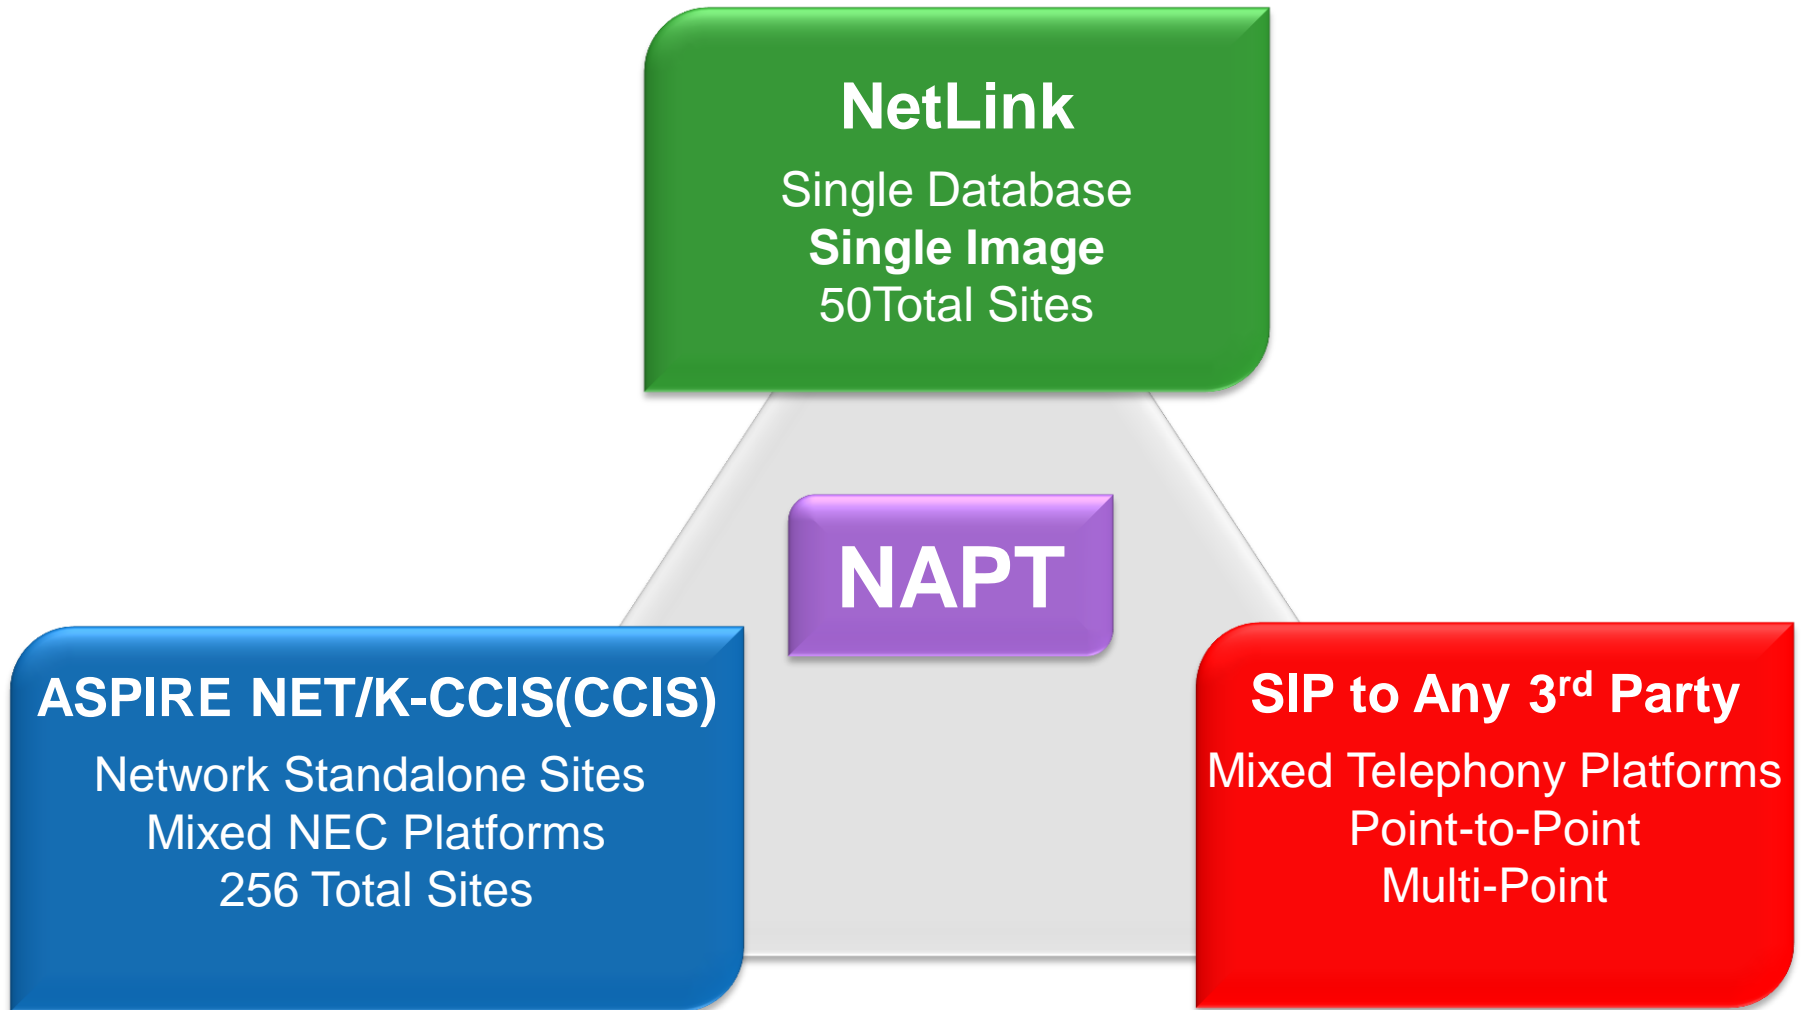 NetLink
Single Database
Single Image
50Total Sites
NAPT
ASPIRE NET/K-CCIS(CCIS)
Network Standalone Sites
Mixed NEC Platforms
256 Total Sites
SIP to Any 3rd Party
Mixed Telephony Platforms
Point-to-Point
Multi-Point